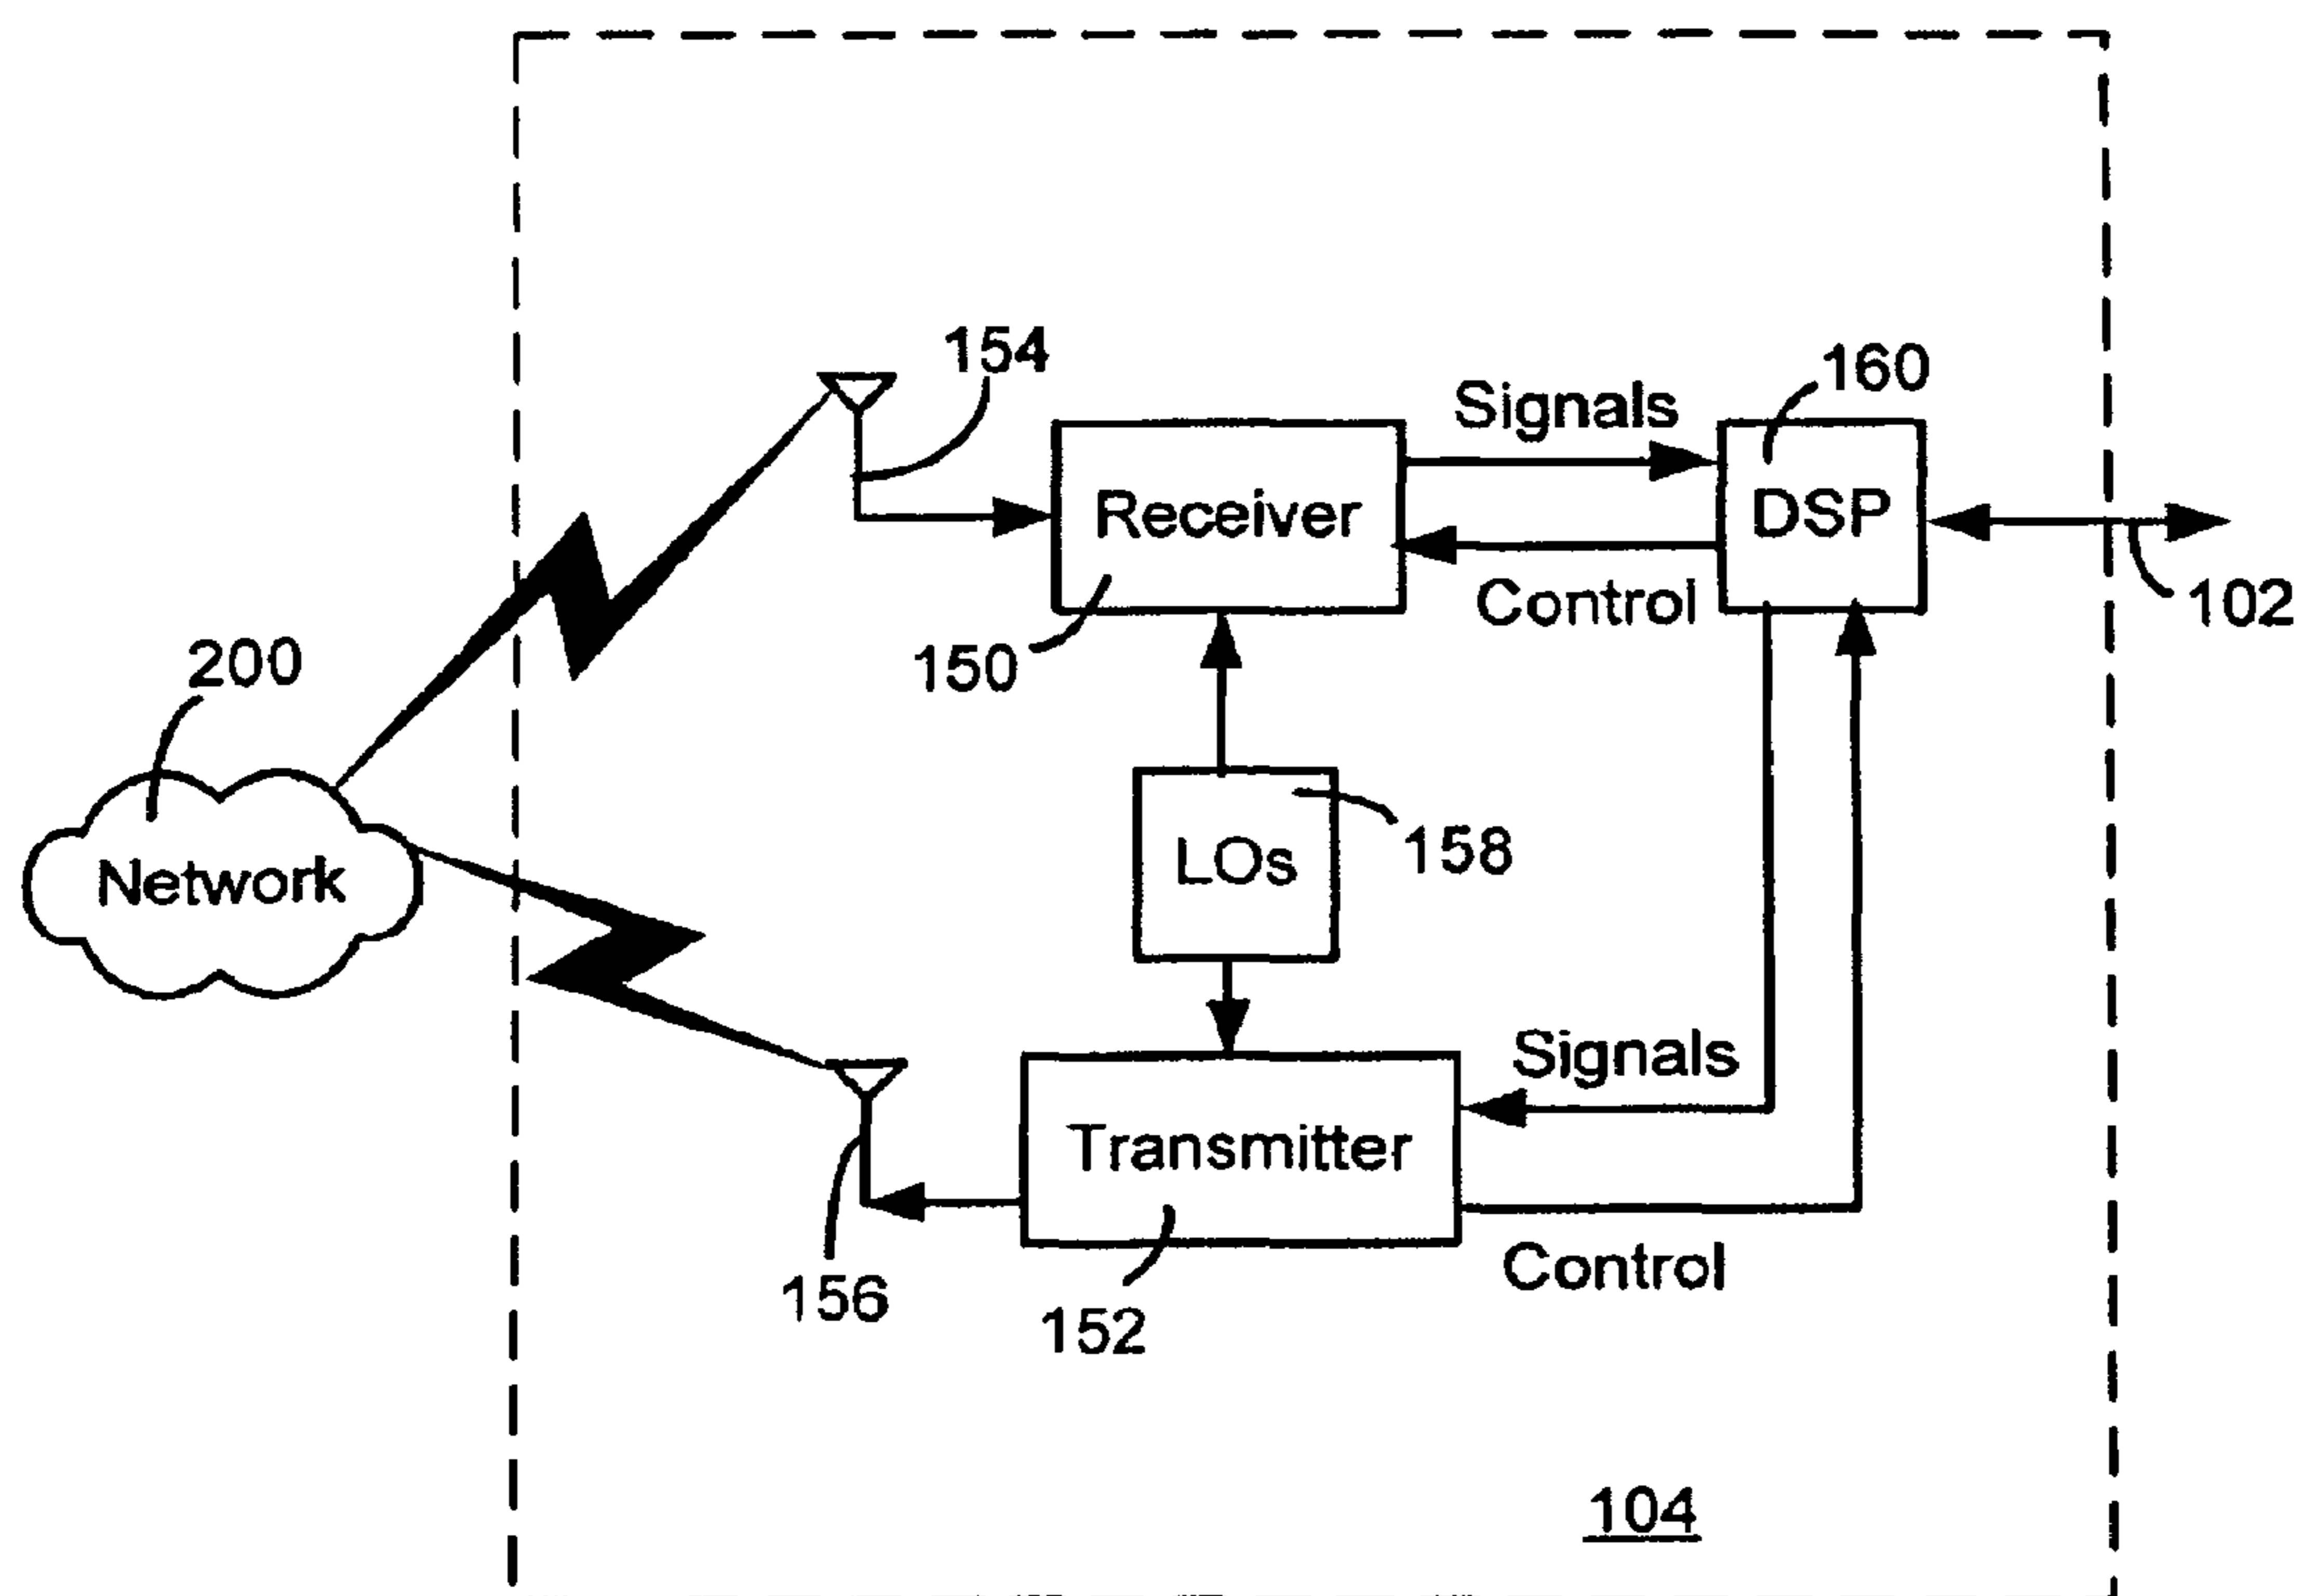 154
160
Signals
Receiver
DSP
Control
102
150
200
LOs
158
Network
Signals
Transmitter
Control
156
152
104